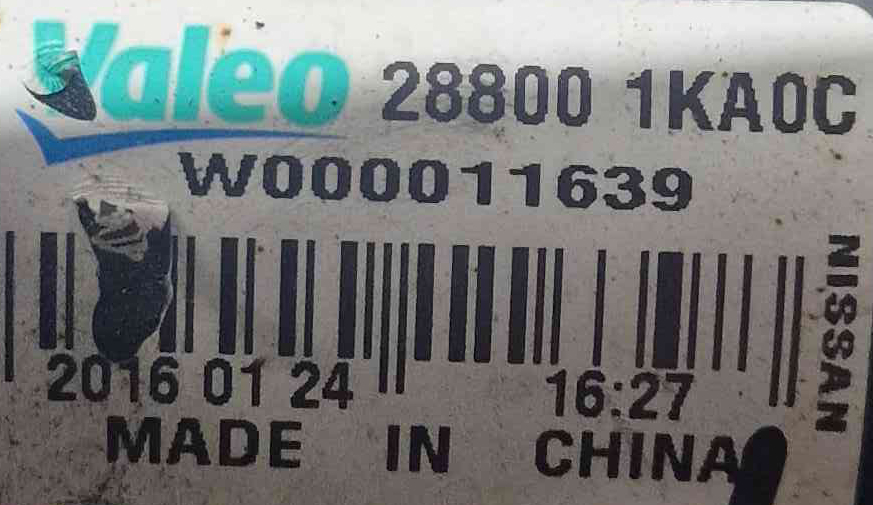 Valeo 28800 1KA0C
W000011639
2016 01 24 16:27
MADE IN CHINA
NISSAN